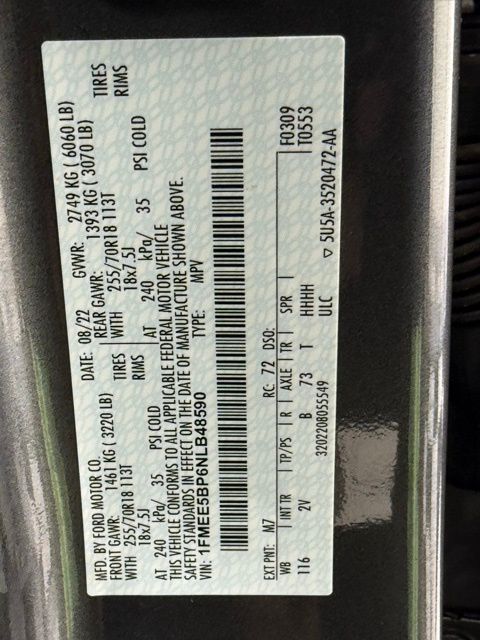 MFD. BY FORD MOTOR CO.
DATE: 08/22 GVWR: 2749 KG ( 6060 LB)
FRONT GAWR: 1461 KG ( 3220 LB) REAR GAWR: 1393 KG ( 3070 LB)
WITH 255/70R18 113T TIRES WITH 255/70R18 113T TIRES
18x7.5J RIMS 18x7.5J RIMS
AT 240 kPa/ 35 PSI COLD AT 240 kPa/ 35 PSI COLD
THIS VEHICLE CONFORMS TO ALL APPLICABLE FEDERAL MOTOR VEHICLE
SAFETY STANDARDS IN EFFECT ON THE DATE OF MANUFACTURE SHOWN ABOVE.
VIN: 1FMEE5BP6NLB48590 TYPE: MPV
EXT PNT: M7 RC: 72 DSO: F0309
WB INT TR TP/PS R AXLE TR SPR T0553
116 2V B 73 T HHHH
ULC ▽ 5U5A-3520472-AA